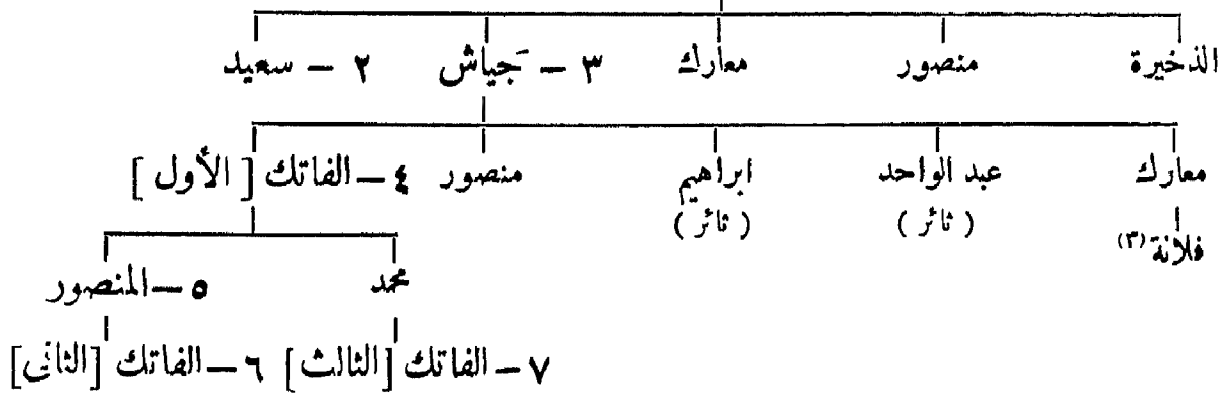 الذخيرة منصور معارك ٣ – جَياش ٢ – سعيد
معارك عبد الواحد ابراهيم منصور ٤ – الفاتك [ الأول ]
فلانة (٣) ( ثائر ) ( ثائر )
محمد ٥ – المنصور
٧ – الفاتك [ الثالث ] ٦ – الفاتك [ الثاني ]